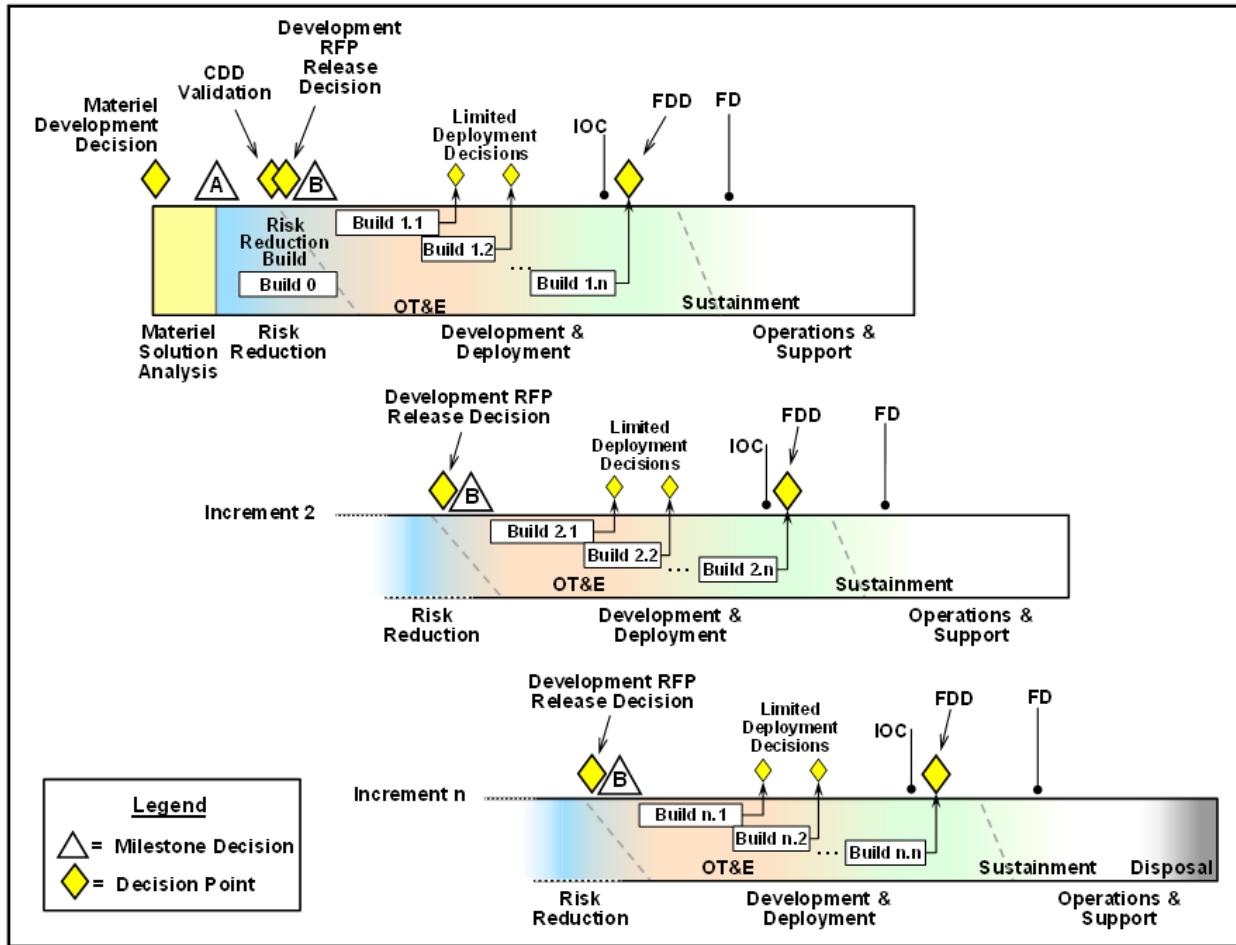 Development
RFP
Release
Decision
CDD
Validation
Materiel
Development
Decision
Limited
Deployment
Decisions
IOC
FDD
FD
A
B
Risk
Reduction
Build
Build 0
Build 1.1
Build 1.2
...
Build 1.n
OT&E
Sustainment
Materiel
Solution
Analysis
Risk
Reduction
Development &
Deployment
Operations &
Support
Development RFP
Release Decision
Limited
Deployment
Decisions
IOC
FDD
FD
B
Increment 2
Build 2.1
Build 2.2
...
Build 2.n
OT&E
Sustainment
Risk
Reduction
Development &
Deployment
Operations &
Support
Development RFP
Release Decision
Limited
Deployment
Decisions
IOC
FDD
FD
B
Increment n
Build n.1
Build n.2
...
Build n.n
OT&E
Sustainment
Disposal
Risk
Reduction
Development &
Deployment
Operations &
Support
Legend
= Milestone Decision
= Decision Point